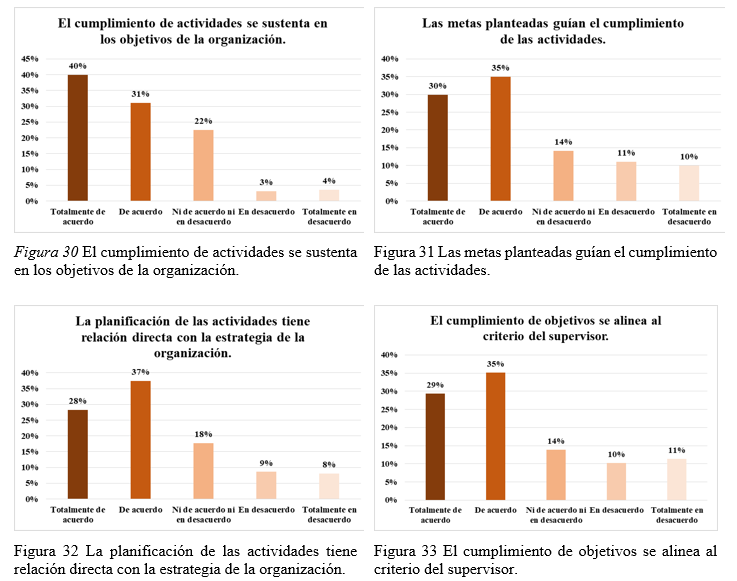 El cumplimiento de actividades se sustenta en
los objetivos de la organización.
45%
40%
35%
30%
25%
20%
15%
10%
5%
0%
40%
31%
22%
3%
4%
Totalmente de
acuerdo
De acuerdo
Ni de acuerdo ni
en desacuerdo
En desacuerdo
Totalmente en
desacuerdo
Figura 30 El cumplimiento de actividades se sustenta
en los objetivos de la organización.
Las metas planteadas guían el cumplimiento
de las actividades.
40%
35%
30%
25%
20%
15%
10%
5%
0%
30%
35%
14%
11%
10%
Totalmente de
acuerdo
De acuerdo
Ni de acuerdo ni
en desacuerdo
En desacuerdo
Totalmente en
desacuerdo
Figura 31 Las metas planteadas guían el cumplimiento
de las actividades.
La planificación de las actividades tiene
relación directa con la estrategia de la
organización.
40%
35%
30%
25%
20%
15%
10%
5%
0%
28%
37%
18%
9%
8%
Totalmente de
acuerdo
De acuerdo
Ni de acuerdo ni
en desacuerdo
En desacuerdo
Totalmente en
desacuerdo
Figura 32 La planificación de las actividades tiene
relación directa con la estrategia de la organización.
El cumplimiento de objetivos se alinea al
criterio del supervisor.
40%
35%
30%
25%
20%
15%
10%
5%
0%
29%
35%
14%
10%
11%
Totalmente de
acuerdo
De acuerdo
Ni de acuerdo ni
en desacuerdo
En desacuerdo
Totalmente en
desacuerdo
Figura 33 El cumplimiento de objetivos se alinea al
criterio del supervisor.